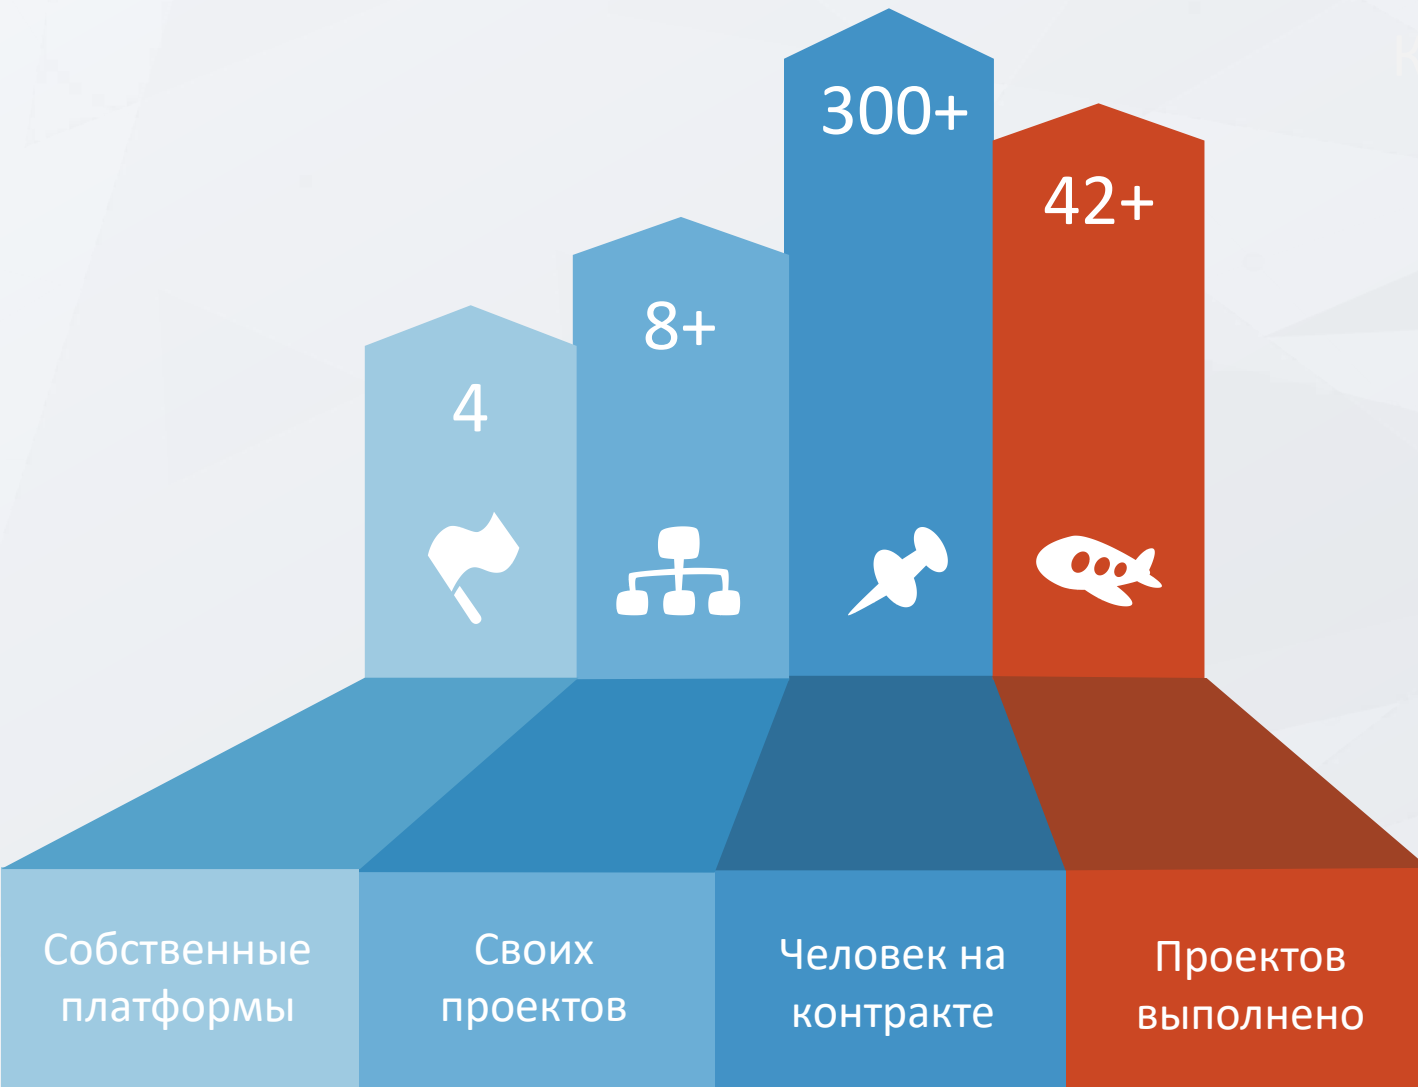 300+
42+
8+
4
Собственные
платформы
Своих
проектов
Человек на
контракте
Проектов
выполнено